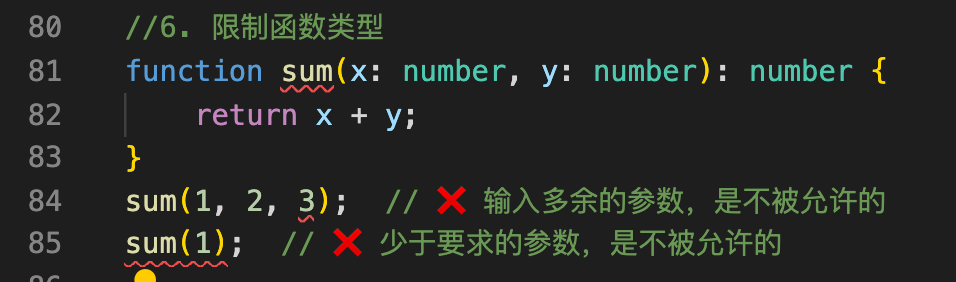 80 //6. 限制函数类型
81 function sum(x: number, y: number): number {
82 return x + y;
83 }
84 sum(1, 2, 3); // ❌ 输入多余的参数，是不被允许的
85 sum(1); // ❌ 少于要求的参数，是不被允许的